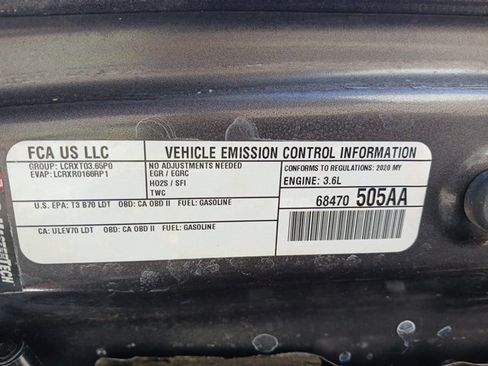 FCA US LLC
VEHICLE EMISSION CONTROL INFORMATION
GROUP: LCRXT03.65P0
EVAP: LCRXR0166RP1
NO ADJUSTMENTS NEEDED
EGR / EGRC
HO2S / SFI
TWC
CONFORMS TO REGULATIONS: 2020 MY
ENGINE: 3.6L
U.S. EPA: T3 B70 LDT OBD: CA OBD II FUEL: GASOLINE
68470 505AA
CA: ULEV70 LDT OBD: CA OBD II FUEL: GASOLINE
MASTERTECH